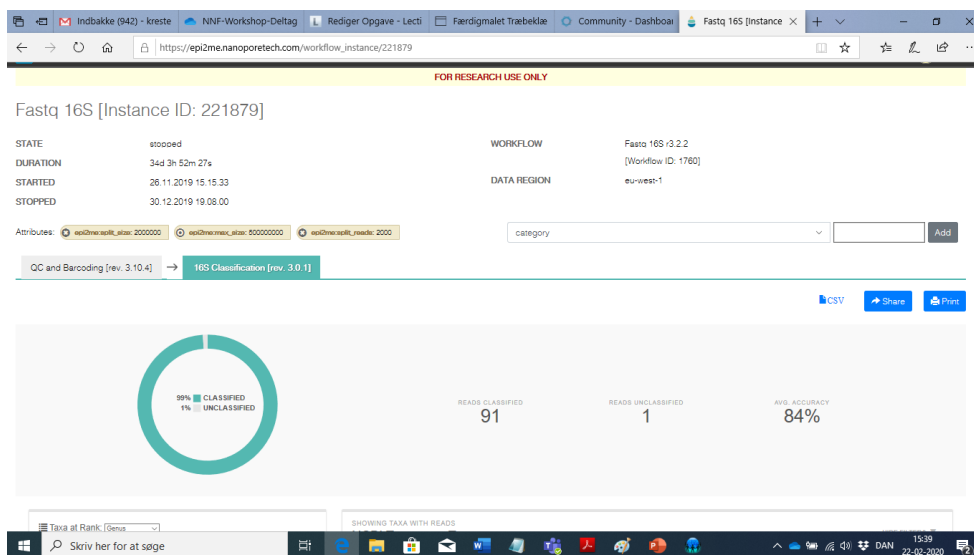 Indbakke (942) - kreste
NNF-Workshop-Deltag
Rediger Opgave - Lecti
Færdigmalet Træbeklæ
Community - Dashboar
Fastq 16S [Instance
https://epi2me.nanoporetech.com/workflow_instance/221879
FOR RESEARCH USE ONLY
Fastq 16S [Instance ID: 221879]
STATE stopped
DURATION 34d 3h 52m 27s
STARTED 26.11.2019 15.15.33
STOPPED 30.12.2019 19.08.00
WORKFLOW Fastq 16S r3.2.2
[Workflow ID: 1760]
DATA REGION eu-west-1
Attributes: epi2me:split_size: 2000000 epi2me:max_size: 500000000 epi2me:split_reads: 2000
category Add
QC and Barcoding [rev. 3.10.4] → 16S Classification [rev. 3.0.1]
CSV Share Print
99% CLASSIFIED
1% UNCLASSIFIED
READS CLASSIFIED
91
READS UNCLASSIFIED
1
AVG. ACCURACY
84%
Taxa at Rank: Genus
SHOWING TAXA WITH READS
Skriv her for at søge
DAN
15:39
22-02-2020